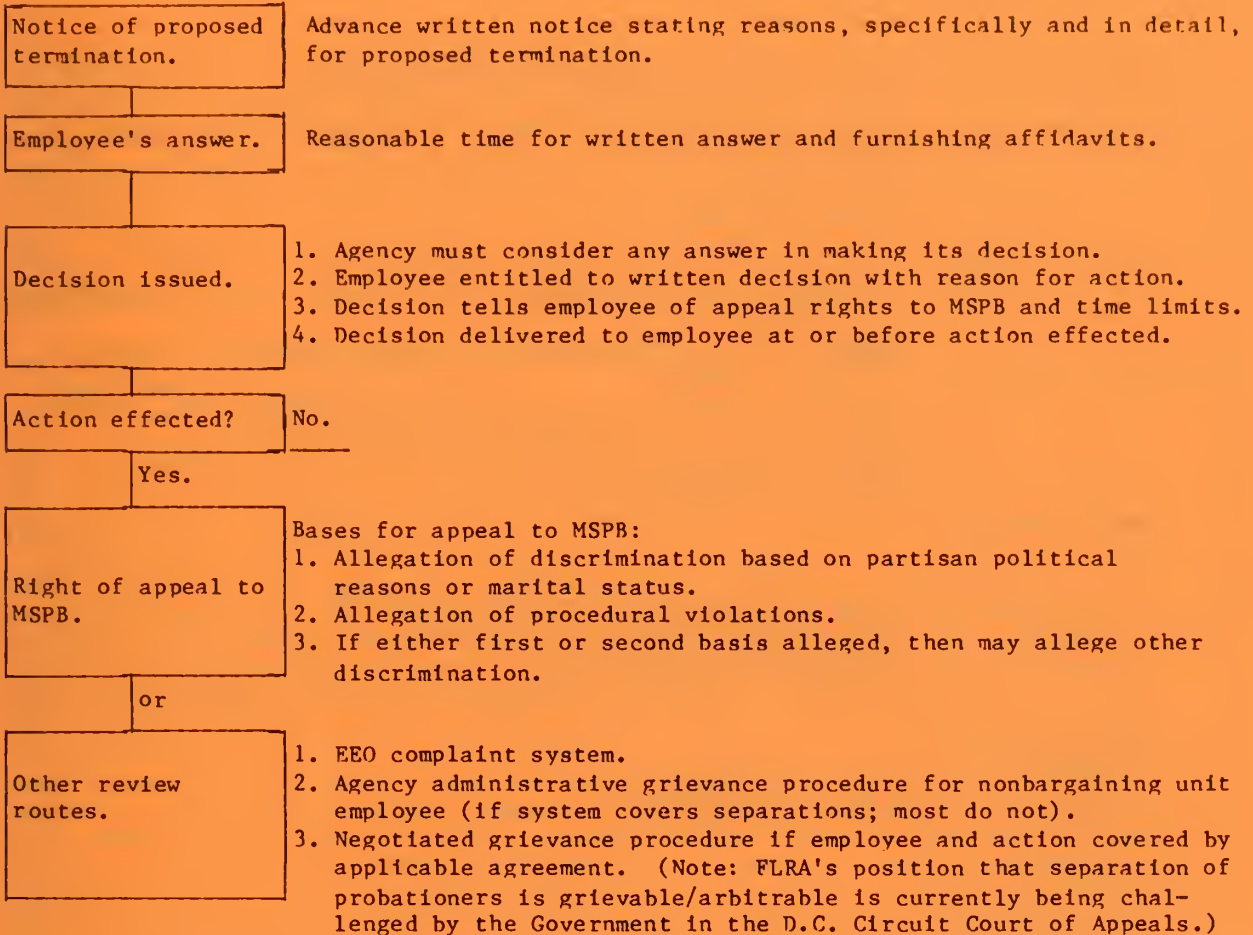 Notice of proposed termination.
Advance written notice stating reasons, specifically and in detail,
for proposed termination.
Employee's answer.
Reasonable time for written answer and furnishing affidavits.
Decision issued.
1. Agency must consider any answer in making its decision.
2. Employee entitled to written decision with reason for action.
3. Decision tells employee of appeal rights to MSPB and time limits.
4. Decision delivered to employee at or before action effected.
Action effected?
No.
Yes.
Right of appeal to
MSPB.
Bases for appeal to MSPB:
1. Allegation of discrimination based on partisan political
reasons or marital status.
2. Allegation of procedural violations.
3. If either first or second basis alleged, then may allege other
discrimination.
or
Other review
routes.
1. EEO complaint system.
2. Agency administrative grievance procedure for nonbargaining unit
employee (if system covers separations; most do not).
3. Negotiated grievance procedure if employee and action covered by
applicable agreement. (Note: FLRA's position that separation of
probationers is grievable/arbitrable is currently being chal-
lenged by the Government in the D.C. Circuit Court of Appeals.)